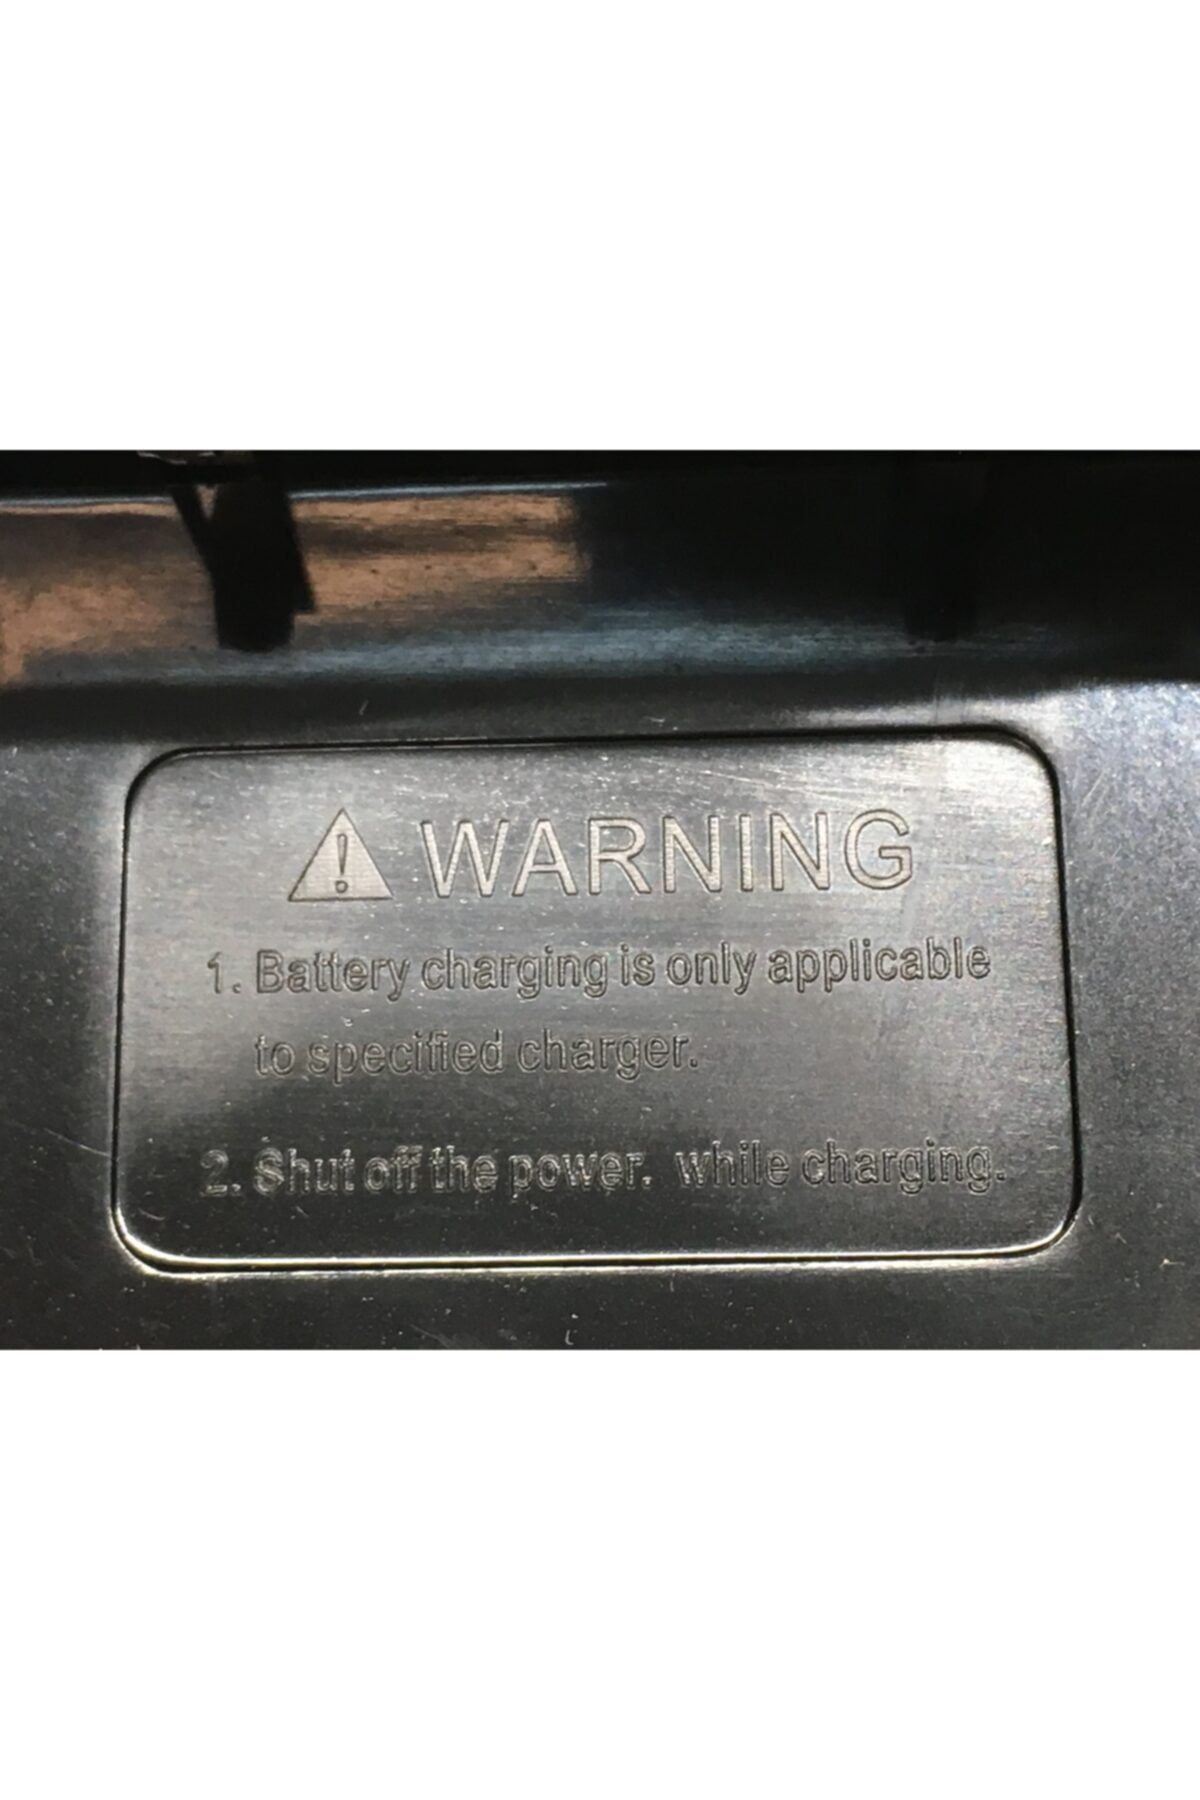 WARNING
1. Battery charging is only applicable
to specified charger.
2. Shut off the power. while charging.